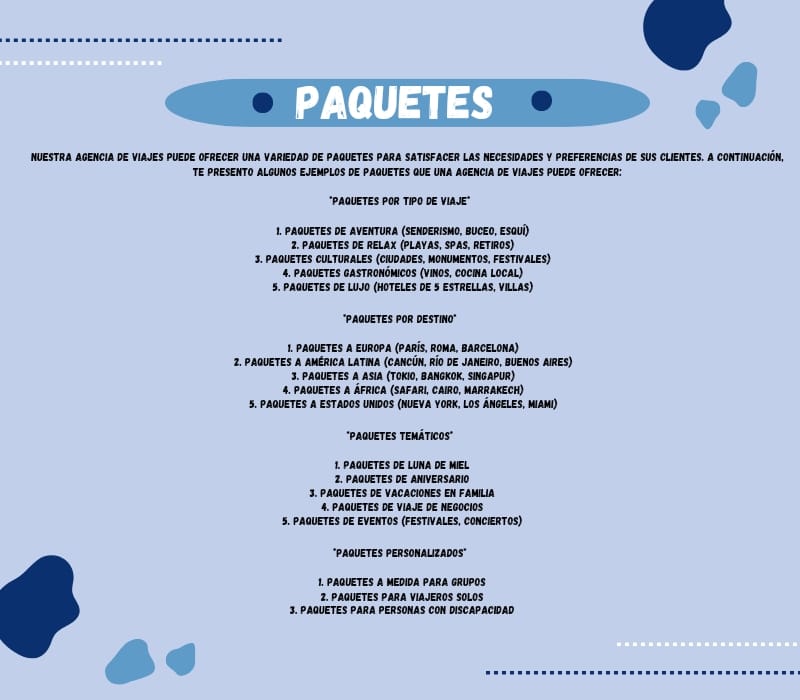 PAQUETES
NUESTRA AGENCIA DE VIAJES PUEDE OFRECER UNA VARIEDAD DE PAQUETES PARA SATISFACER LAS NECESIDADES Y PREFERENCIAS DE SUS CLIENTES. A CONTINUACIÓN,
TE PRESENTO ALGUNOS EJEMPLOS DE PAQUETES QUE UNA AGENCIA DE VIAJES PUEDE OFRECER:
"PAQUETES POR TIPO DE VIAJE"
1. PAQUETES DE AVENTURA (SENDERISMO, BUCEO, ESQUÍ)
2. PAQUETES DE RELAX (PLAYAS, SPAS, RETIROS)
3. PAQUETES CULTURALES (CIUDADES, MONUMENTOS, FESTIVALES)
4. PAQUETES GASTRONÓMICOS (VINOS, COCINA LOCAL)
5. PAQUETES DE LUJO (HOTELES DE 5 ESTRELLAS, VILLAS)
"PAQUETES POR DESTINO"
1. PAQUETES A EUROPA (PARÍS, ROMA, BARCELONA)
2. PAQUETES A AMÉRICA LATINA (CANCÚN, RÍO DE JANEIRO, BUENOS AIRES)
3. PAQUETES A ASIA (TOKIO, BANGKOK, SINGAPUR)
4. PAQUETES A ÁFRICA (SAFARI, CAIRO, MARRAKECH)
5. PAQUETES A ESTADOS UNIDOS (NUEVA YORK, LOS ÁNGELES, MIAMI)
"PAQUETES TEMÁTICOS"
1. PAQUETES DE LUNA DE MIEL
2. PAQUETES DE ANIVERSARIO
3. PAQUETES DE VACACIONES EN FAMILIA
4. PAQUETES DE VIAJE DE NEGOCIOS
5. PAQUETES DE EVENTOS (FESTIVALES, CONCIERTOS)
"PAQUETES PERSONALIZADOS"
1. PAQUETES A MEDIDA PARA GRUPOS
2. PAQUETES PARA VIAJEROS SOLOS
3. PAQUETES PARA PERSONAS CON DISCAPACIDAD